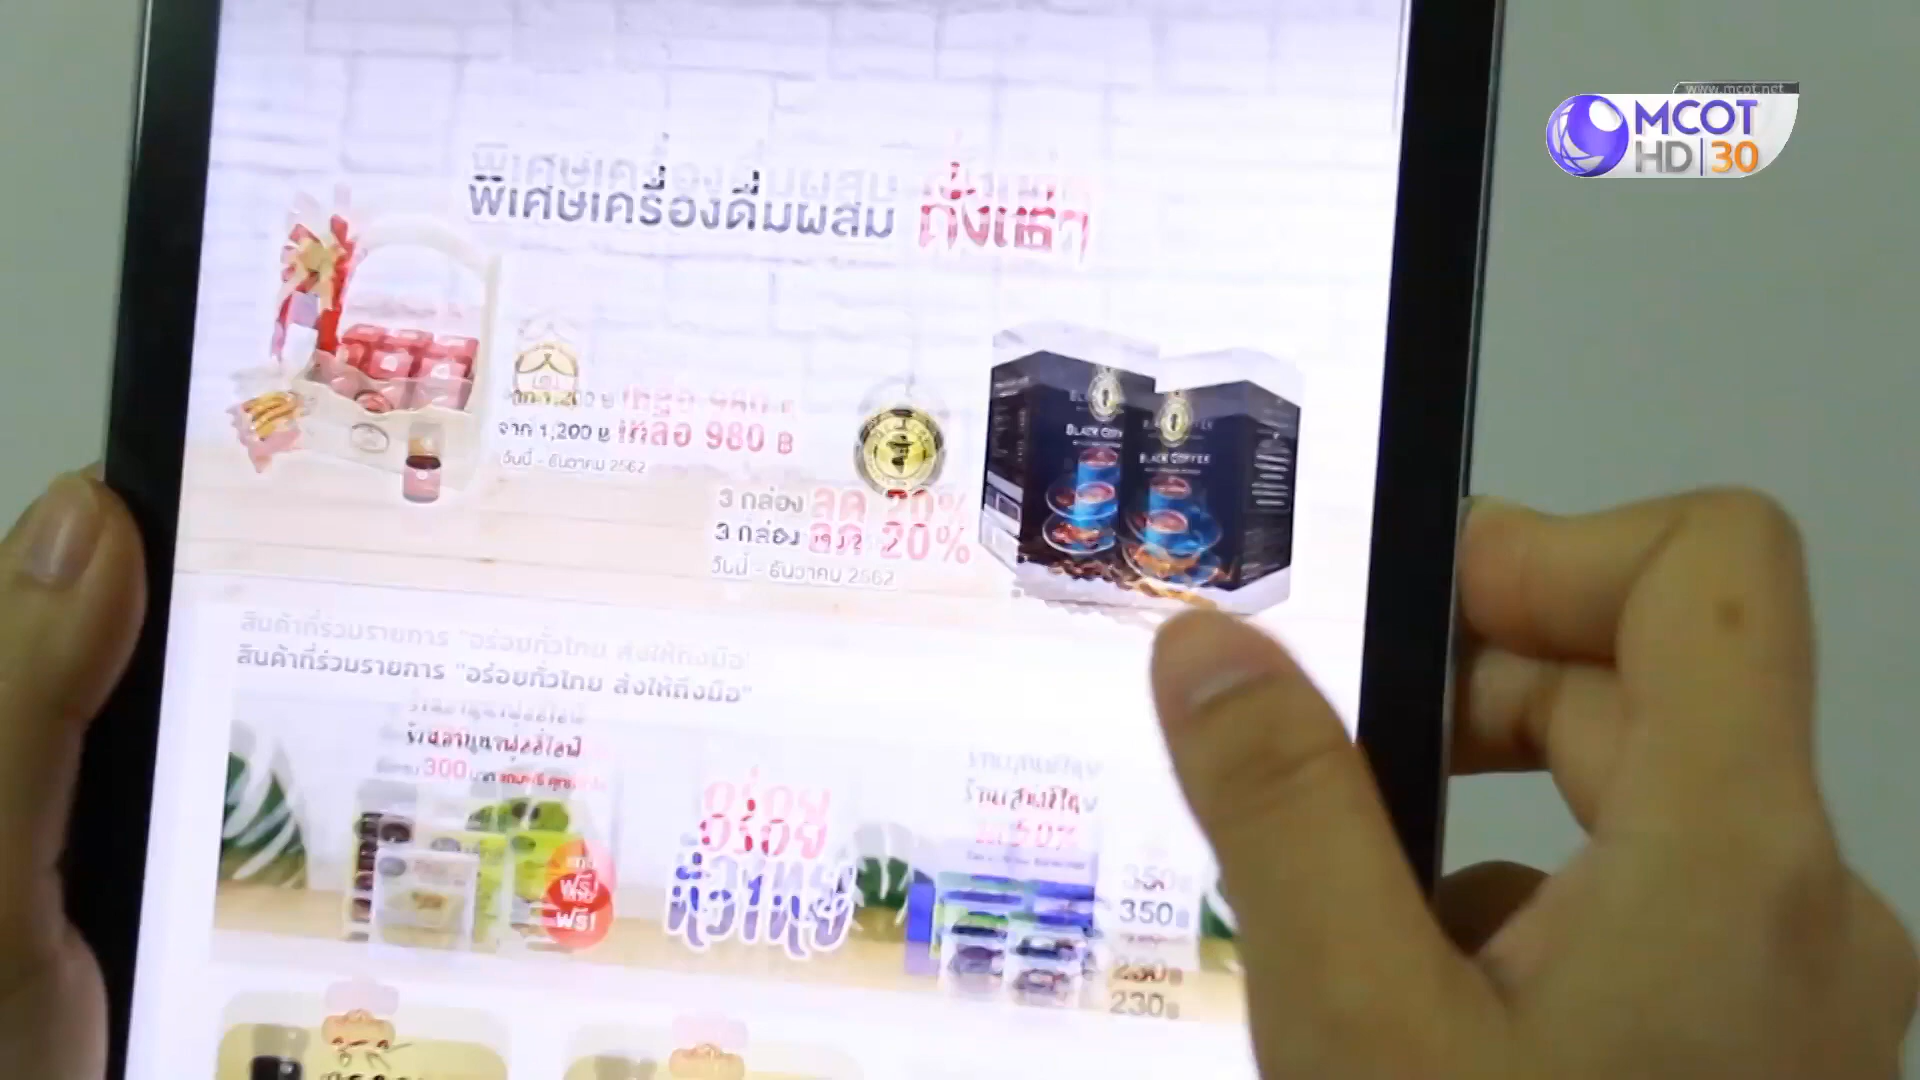 www.mcot.net
MCOT
HD|30
พิเศษเครื่องดื่มผสม ถั่งเช่า
จาก 1,200 ฿ เหลือ 980 ฿
วันนี้ - ธันวาคม 2562
BLACK COFFEE
BLACK COFFEE
3 กล่อง ลด 20%
วันนี้ - ธันวาคม 2562
สินค้าที่ร่วมรายการ "อร่อยทั่วไทย ส่งให้ถึงมือ"
300
อร่อย
ทั่วไทย
ฟรี!
50%
350฿
230฿